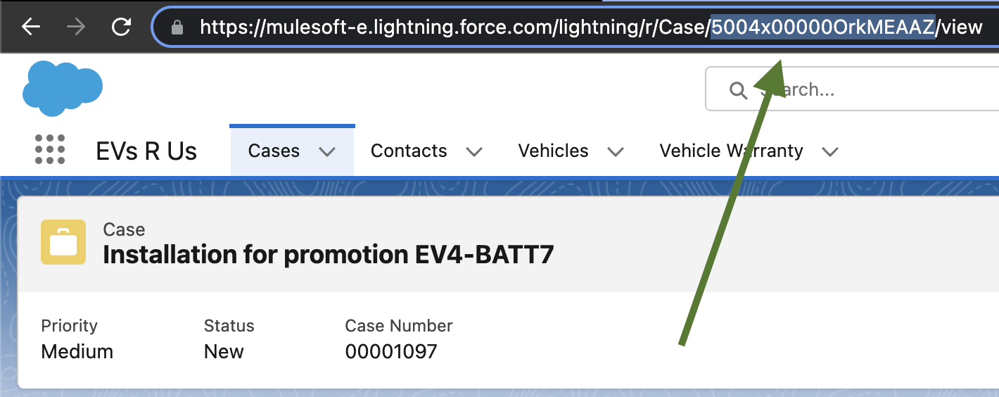 https://mulesoft-e.lightning.force.com/lightning/r/Case/5004x00000OrkMEAAZ/view
Search...
EVs R Us Cases Contacts Vehicles Vehicle Warranty
Case
Installation for promotion EV4-BATT7
Priority Status Case Number
Medium New 00001097